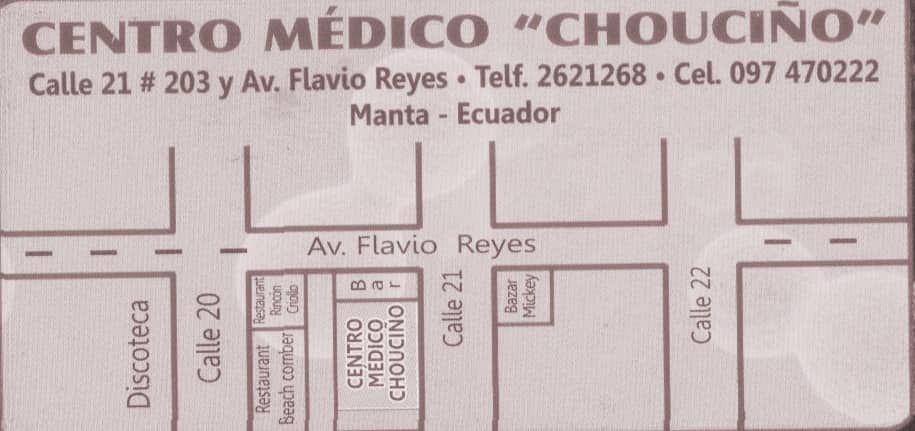 CENTRO MÉDICO "CHOUCIÑO"
Calle 21 # 203 y Av. Flavio Reyes • Telf. 2621268 • Cel. 097 470222
Manta - Ecuador
Av. Flavio Reyes
Discoteca
Calle 20
Restaurant
Rincón
Criollo
Restaurant
Beach comber
Bar
CENTRO
MÉDICO
CHOUCIÑO
Calle 21
Bazar
Mickey
Calle 22